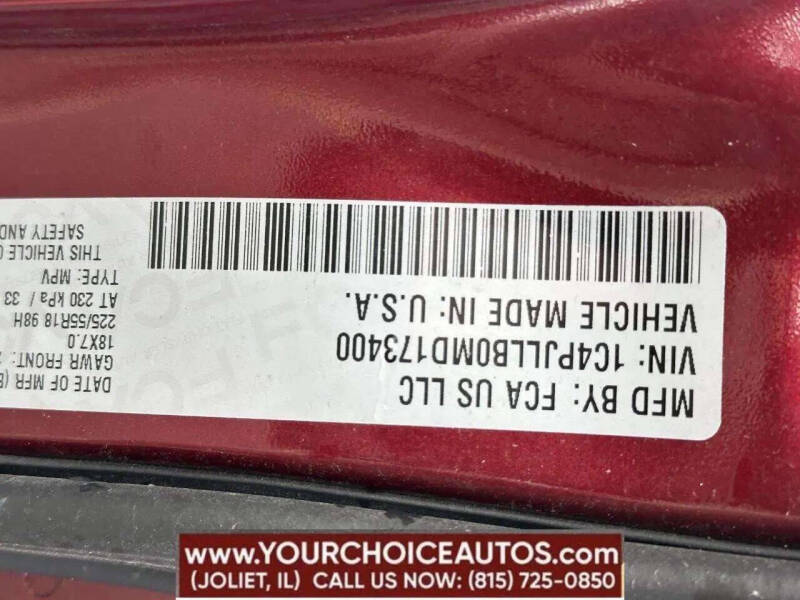 MFD BY: FCA US LLC
VIN: 1C4PJLLB0MD173400
VEHICLE MADE IN: U.S.A.
DATE OF MFR
GAWR FRONT:
18X7.0
225/55R18 98H
AT 230 kPa / 33
TYPE: MPV
THIS VEHICLE
SAFETY AND
WWW.YOURCHOICEAUTOS.COM
(JOLIET, IL) CALL US NOW: (815) 725-0850